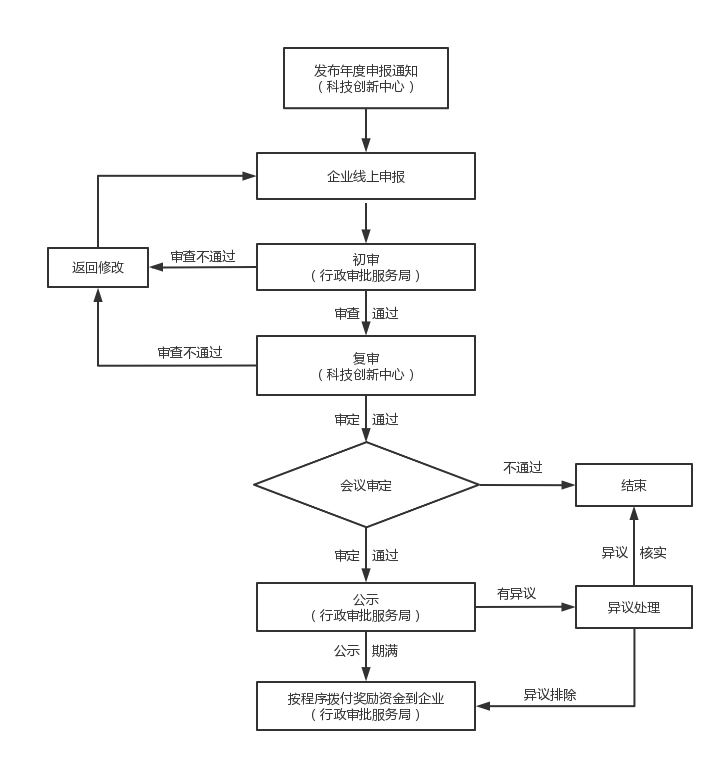 发布年度申报通知
（科技创新中心）
企业线上申报
返回修改
审查不通过
初审
（行政审批服务局）
审查 通过
审查不通过
复审
（科技创新中心）
审定 通过
会议审定
不通过
结束
审定 通过
异议 核实
公示
（行政审批服务局）
有异议
异议处理
公示 期满
按程序拨付奖励资金到企业
（行政审批服务局）
异议排除